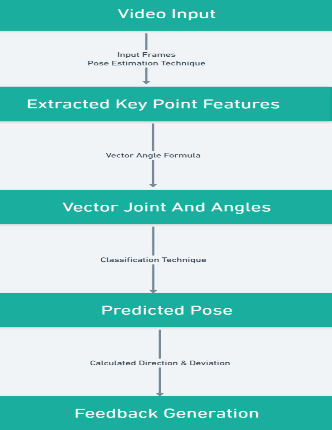 Video Input
Input Frames
Pose Estimation Technique
Extracted Key Point Features
Vector Angle Formula
Vector Joint And Angles
Classification Technique
Predicted Pose
Calculated Direction & Deviation
Feedback Generation